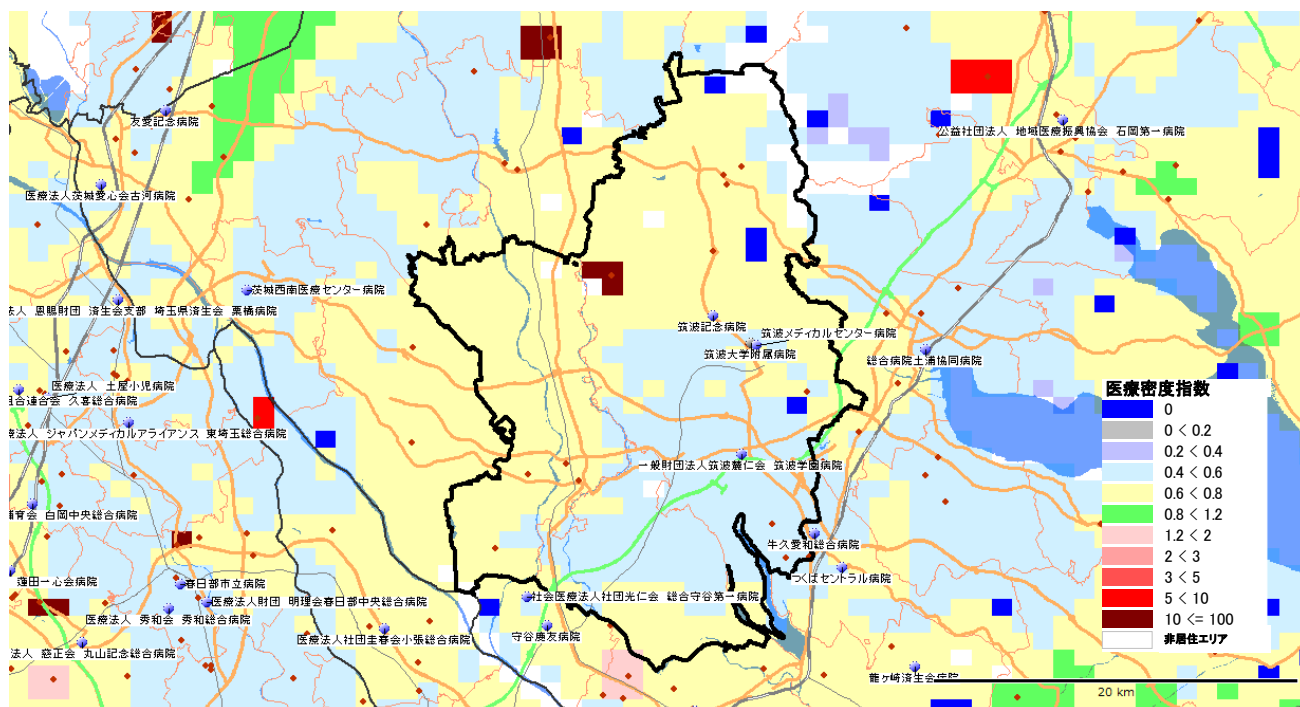 友愛記念病院
公益社団法人 地域医療振興協会 石岡第一病院
医療法人茨城愛心会古河病院
茨城西南医療センター病院
法人 恩賜財団 済生会支部 埼玉県済生会 栗橋病院
筑波記念病院
筑波メディカルセンター病院
筑波大学附属病院
総合病院土浦協同病院
医療法人 土屋小児病院
組合連合会 久喜総合病院
療法人 ジャパンメディカルアライアンス 東埼玉総合病院
一般財団法人筑波麓仁会 筑波学園病院
哺育会 白岡中央総合病院
牛久愛和総合病院
つくばセントラル病院
蓮田一心会病院
春日部市立病院
医療法人財団 明理会春日部中央総合病院
社会医療法人社団光仁会 総合守谷第一病院
医療法人 秀和会 秀和総合病院
医療法人社団圭春会小張総合病院
守谷慶友病院
法人 慈正会 丸山記念総合病院
龍ヶ崎済生会病院
医療密度指数
0
0 < 0.2
0.2 < 0.4
0.4 < 0.6
0.6 < 0.8
0.8 < 1.2
1.2 < 2
2 < 3
3 < 5
5 < 10
10 <= 100
非居住エリア
20 km